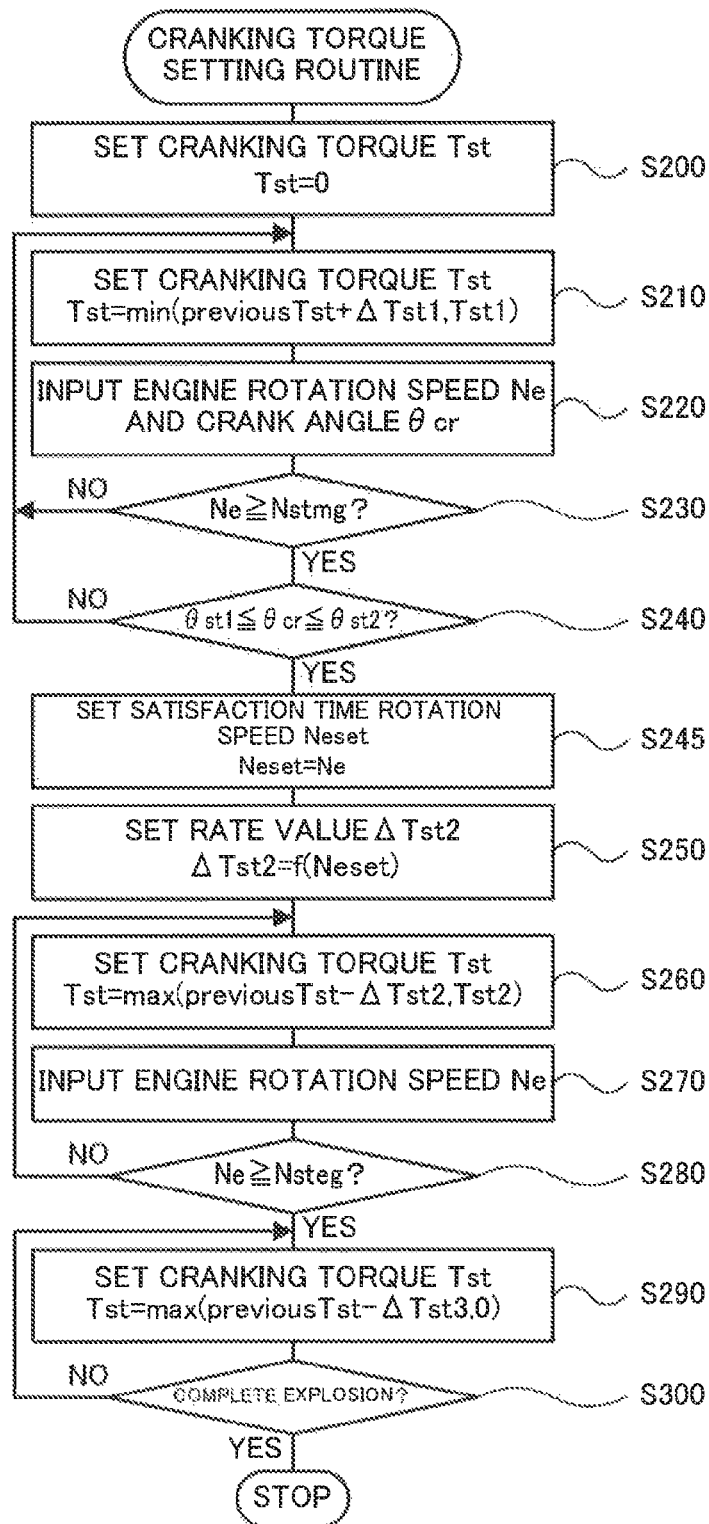 CRANKING TORQUE
SETTING ROUTINE
SET CRANKING TORQUE Tst
Tst=0
S200
SET CRANKING TORQUE Tst
Tst=min(previousTst+ΔTst1,Tst1)
S210
INPUT ENGINE ROTATION SPEED Ne
AND CRANK ANGLE θcr
S220
NO
Ne≧Nstmg?
S230
YES
NO
θst1≦θcr≦θst2?
S240
YES
SET SATISFACTION TIME ROTATION
SPEED Neset
Neset=Ne
S245
SET RATE VALUE ΔTst2
ΔTst2=f(Neset)
S250
SET CRANKING TORQUE Tst
Tst=max(previousTst-ΔTst2,Tst2)
S260
INPUT ENGINE ROTATION SPEED Ne
S270
NO
Ne≧Nsteg?
S280
YES
SET CRANKING TORQUE Tst
Tst=max(previousTst-ΔTst3,0)
S290
NO
COMPLETE EXPLOSION?
S300
YES
STOP